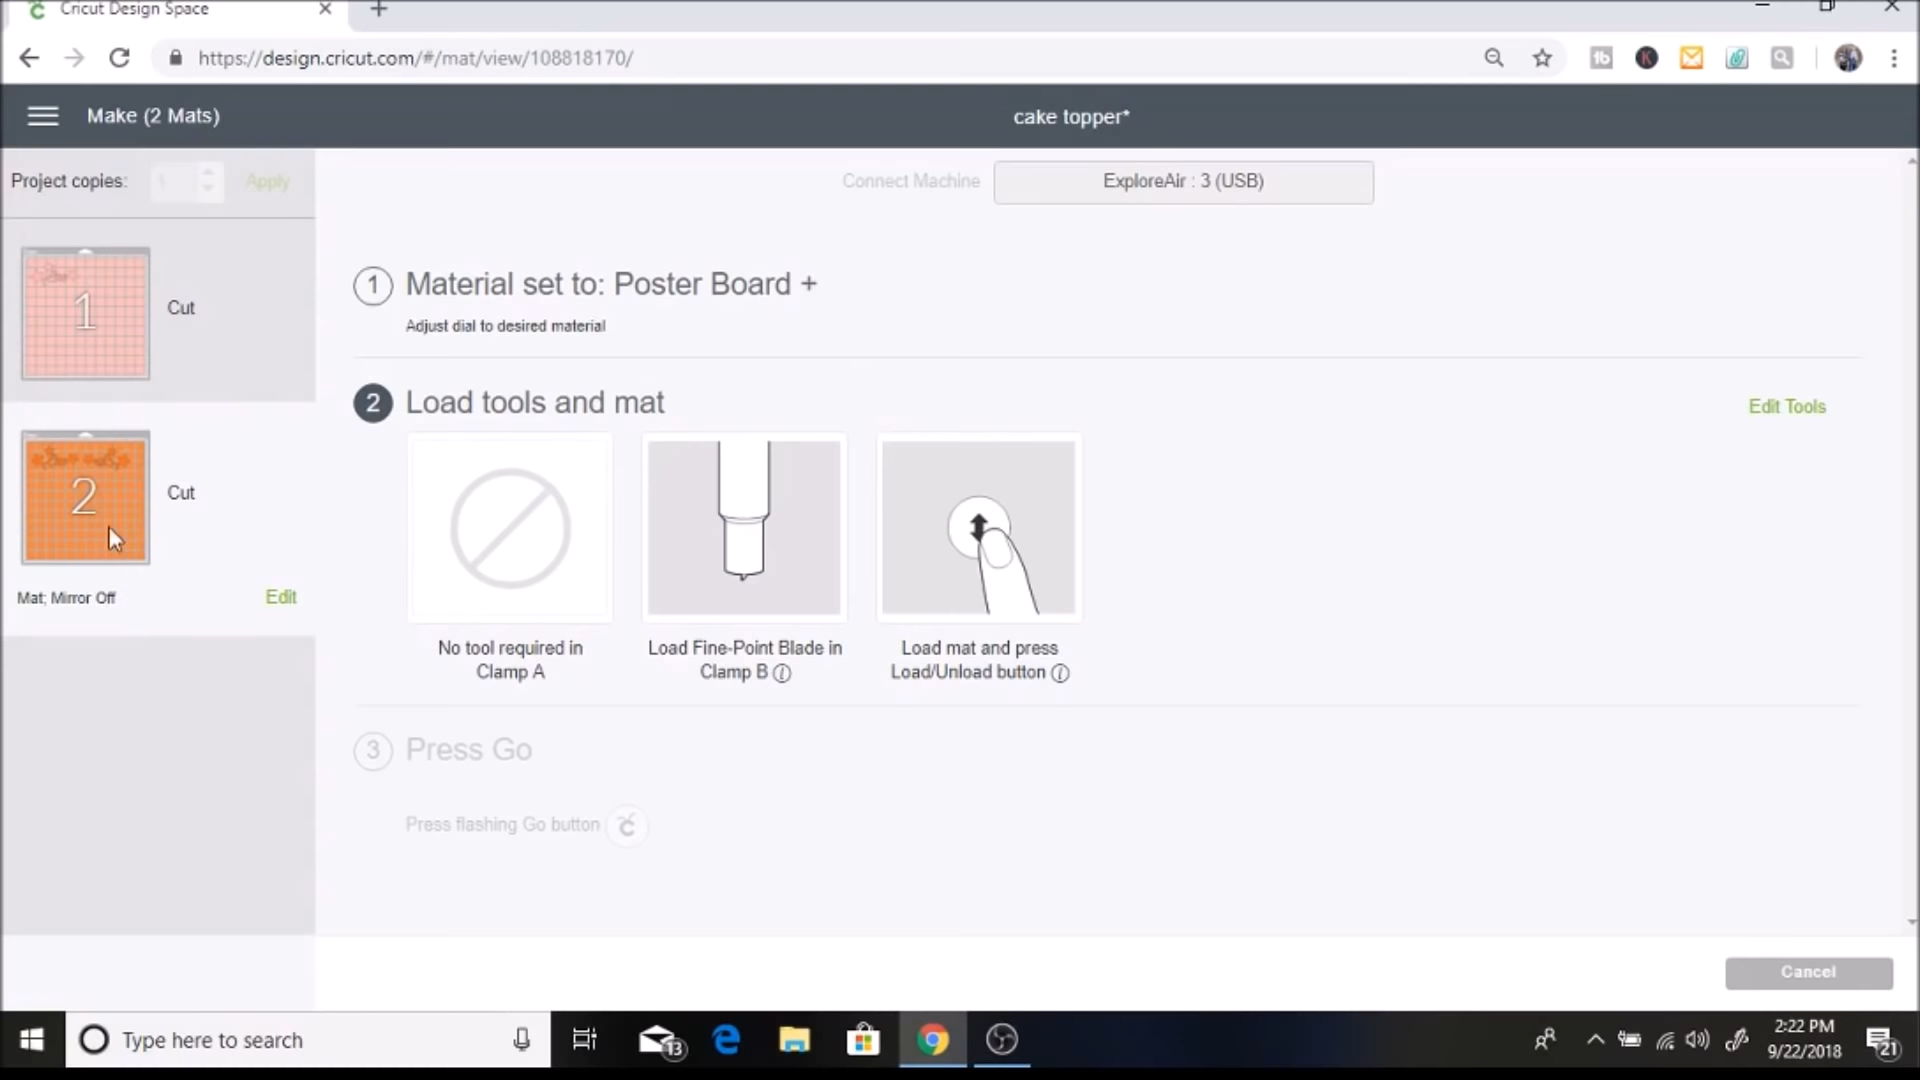 Cricut Design Space
https://design.cricut.com/#/mat/view/108818170/
Make (2 Mats)
cake topper*
Project copies:
Apply
Connect Machine
ExploreAir : 3 (USB)
1
Cut
1 Material set to: Poster Board +
Adjust dial to desired material
2 Load tools and mat
Edit Tools
2
Cut
Mat; Mirror Off
Edit
No tool required in
Clamp A
Load Fine-Point Blade in
Clamp B
Load mat and press
Load/Unload button
3 Press Go
Press flashing Go button
Cancel
Type here to search
13
2:22 PM
9/22/2018
21